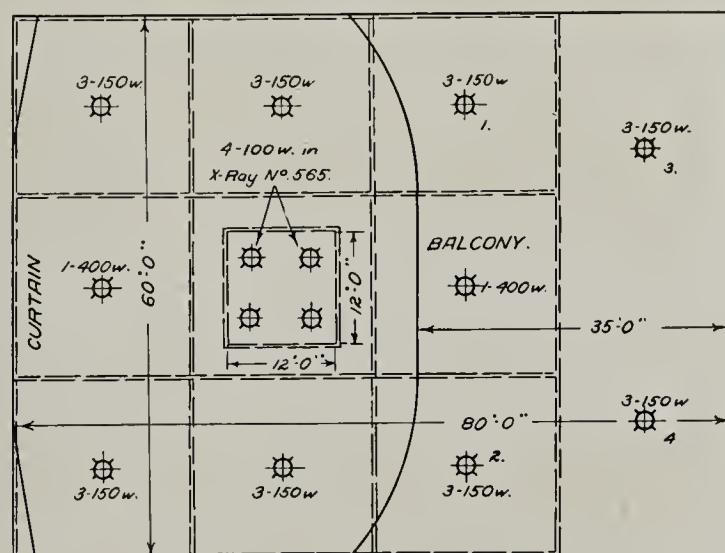 3-150w.
3-150w.
3-150w
1.
4-100w. in
X-Ray Nº 565.
3-150w.
3.
CURTAIN
1-400w.
60'-0"
12'-0"
12'-0"
BALCONY.
1-400w.
35'-0"
80'-0"
3-150w
4
3-150w.
3-150w
2.
3-150w.